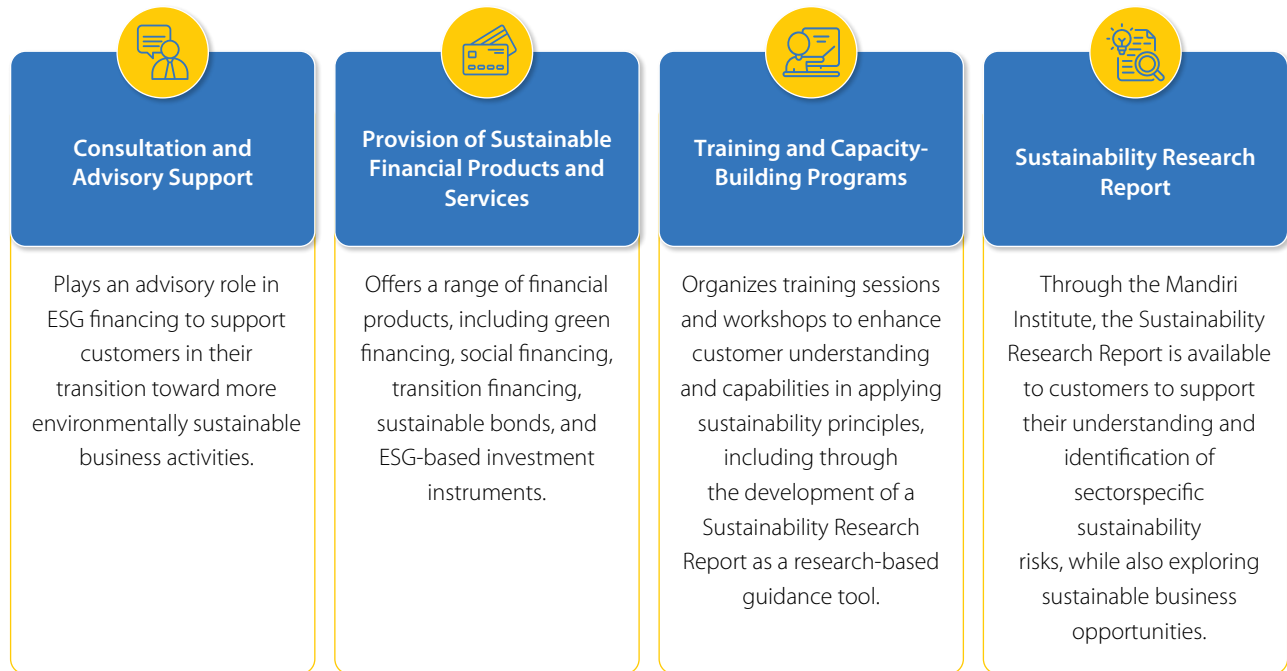 Consultation and
Advisory Support
Plays an advisory role in
ESG financing to support
customers in their
transition toward more
environmentally sustainable
business activities.
Provision of Sustainable
Financial Products and
Services
Offers a range of financial
products, including green
financing, social financing,
transition financing,
sustainable bonds, and
ESG-based investment
instruments.
Training and Capacity-
Building Programs
Organizes training sessions
and workshops to enhance
customer understanding
and capabilities in applying
sustainability principles,
including through
the development of a
Sustainability Research
Report as a research-based
guidance tool.
Sustainability Research
Report
Through the Mandiri
Institute, the Sustainability
Research Report is available
to customers to support
their understanding and
identification of
sectorspecific
sustainability
risks, while also exploring
sustainable business
opportunities.